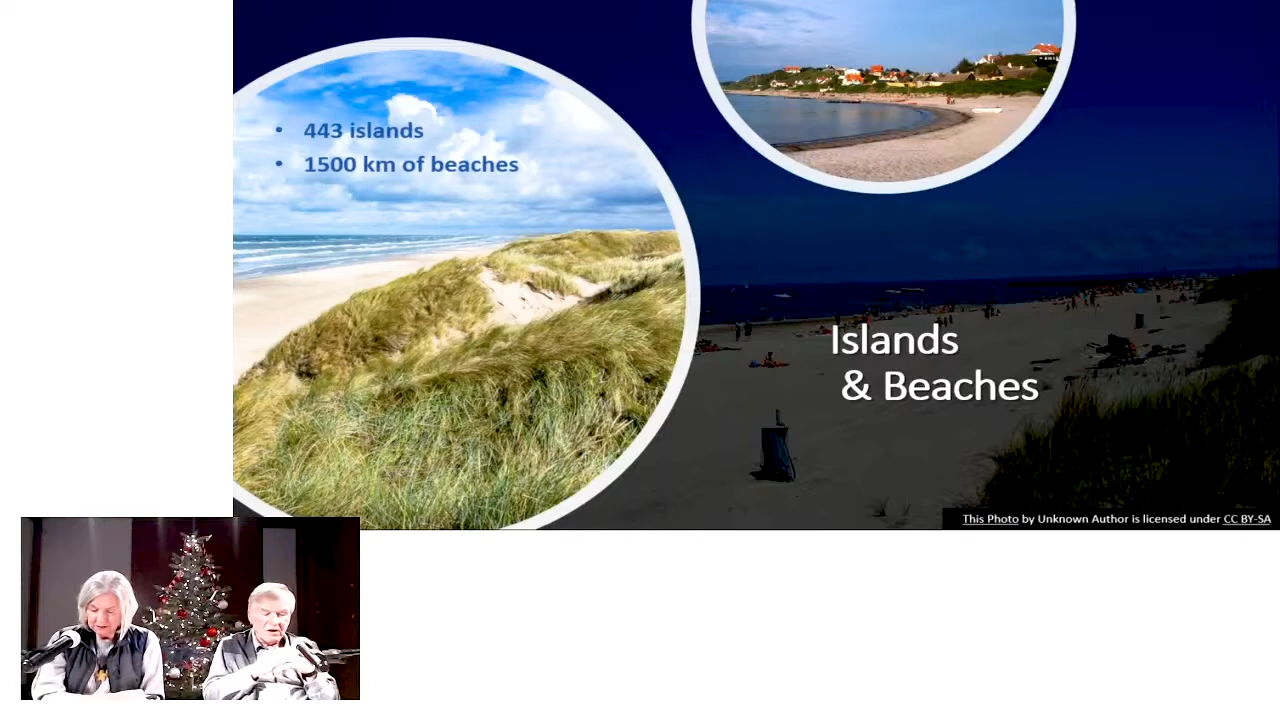 • 443 islands
• 1500 km of beaches
Islands
& Beaches
This Photo by Unknown Author is licensed under CC BY-SA